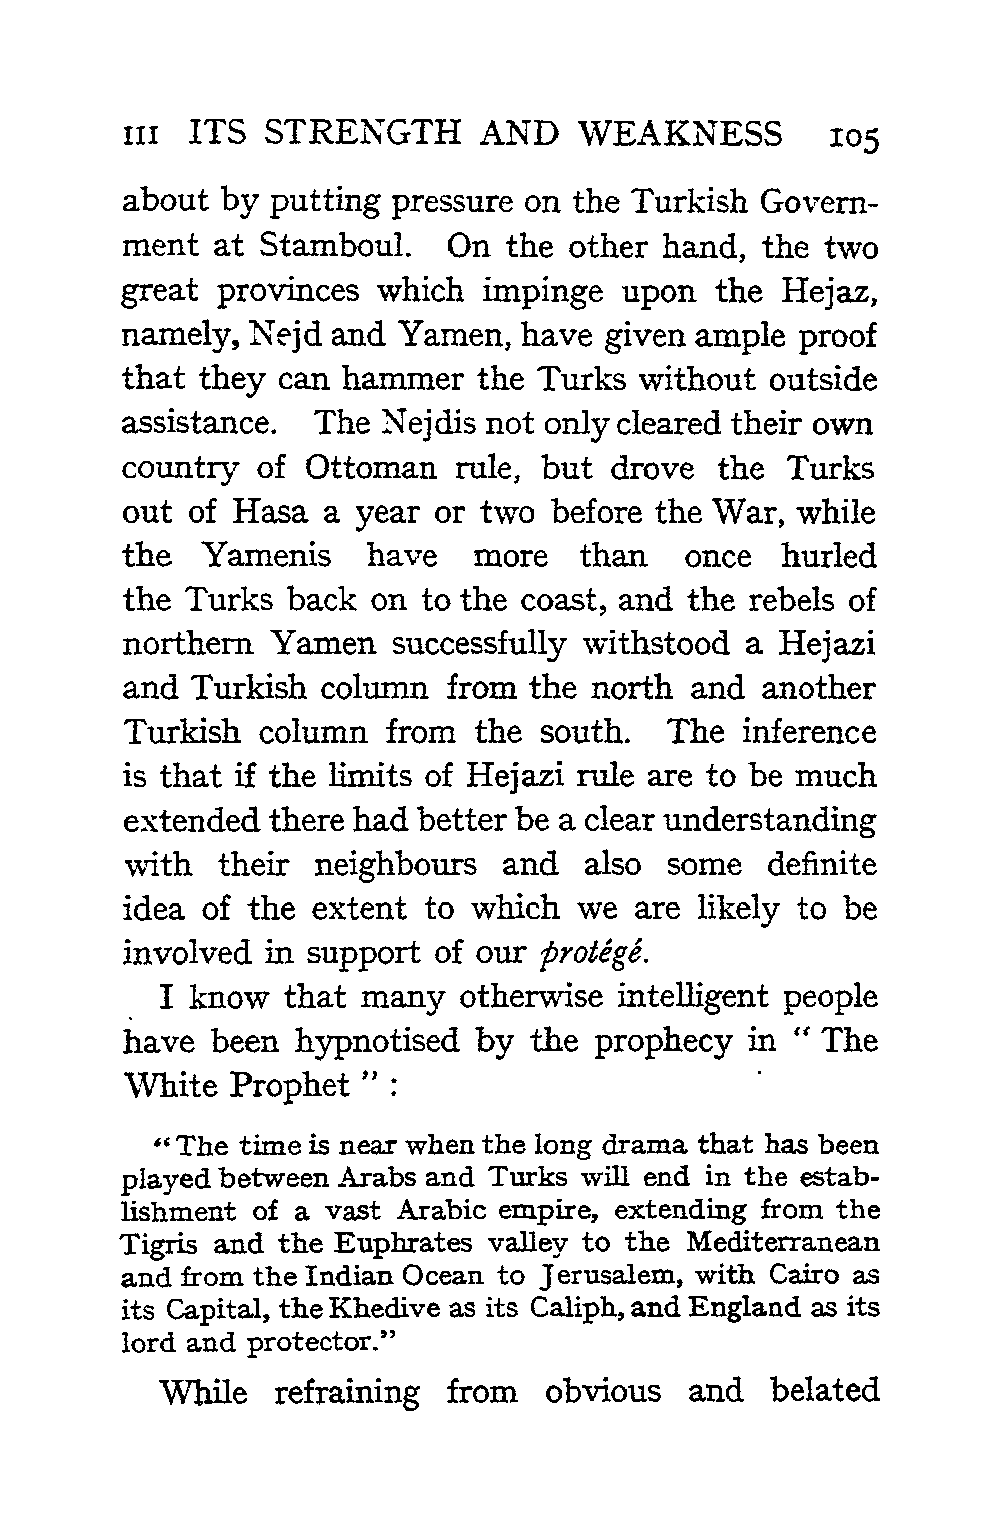 III ITS STRENGTH AND WEAKNESS 105
about by putting pressure on the Turkish Govern-
ment at Stamboul. On the other hand, the two
great provinces which impinge upon the Hejaz,
namely, Nejd and Yamen, have given ample proof
that they can hammer the Turks without outside
assistance. The Nejdis not only cleared their own
country of Ottoman rule, but drove the Turks
out of Hasa a year or two before the War, while
the Yamenis have more than once hurled
the Turks back on to the coast, and the rebels of
northern Yamen successfully withstood a Hejazi
and Turkish column from the north and another
Turkish column from the south. The inference
is that if the limits of Hejazi rule are to be much
extended there had better be a clear understanding
with their neighbours and also some definite
idea of the extent to which we are likely to be
involved in support of our protégé.
I know that many otherwise intelligent people
have been hypnotised by the prophecy in “ The
White Prophet ” :
“ The time is near when the long drama that has been
played between Arabs and Turks will end in the estab-
lishment of a vast Arabic empire, extending from the
Tigris and the Euphrates valley to the Mediterranean
and from the Indian Ocean to Jerusalem, with Cairo as
its Capital, the Khedive as its Caliph, and England as its
lord and protector.”
While refraining from obvious and belated